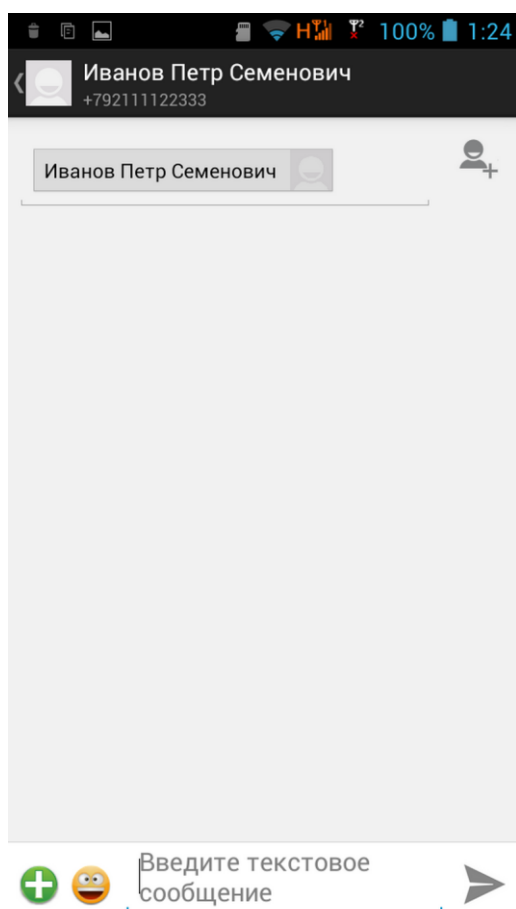 100% 1:24
Иванов Петр Семенович
+792111122333
Иванов Петр Семенович
Введите текстовое
сообщение